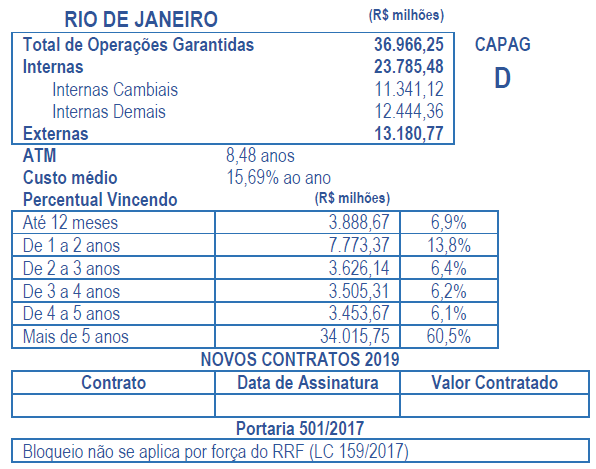 RIO DE JANEIRO (R$ milhões)
Total de Operações Garantidas 36.966,25 CAPAG
Internas 23.785,48 D
Internas Cambiais 11.341,12
Internas Demais 12.444,36
Externas 13.180,77
ATM 8,48 anos
Custo médio 15,69% ao ano
Percentual Vincendo (R$ milhões)
Até 12 meses 3.888,67 6,9%
De 1 a 2 anos 7.773,37 13,8%
De 2 a 3 anos 3.626,14 6,4%
De 3 a 4 anos 3.505,31 6,2%
De 4 a 5 anos 3.453,67 6,1%
Mais de 5 anos 34.015,75 60,5%
NOVOS CONTRATOS 2019
Contrato Data de Assinatura Valor Contratado
Portaria 501/2017
Bloqueio não se aplica por força do RRF (LC 159/2017)